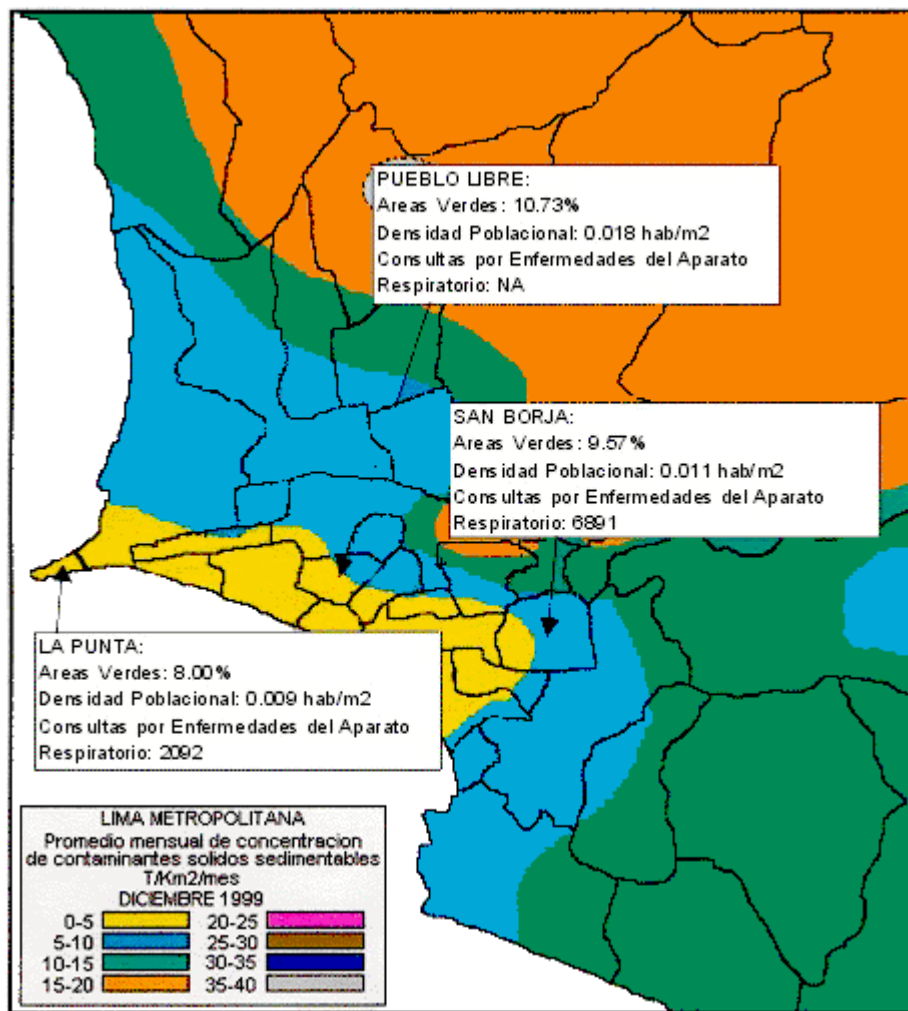 PUEBLO LIBRE:
Areas Verdes: 10.73%
Densidad Poblacional: 0.018 hab/m2
Consultas por Enfermedades del Aparato
Respiratorio: NA
SAN BORJA:
Areas Verdes: 9.57%
Densidad Poblacional: 0.011 hab/m2
Consultas por Enfermedades del Aparato
Respiratorio: 6891
LA PUNTA:
Areas Verdes: 8.00%
Densidad Poblacional: 0.009 hab/m2
Consultas por Enfermedades del Aparato
Respiratorio: 2092
LIMA METROPOLITANA
Promedio mensual de concentracion
de contaminantes solidos sedimentables
T/Km2/mes
DICIEMBRE 1999
0-5 20-25
5-10 25-30
10-15 30-35
15-20 35-40